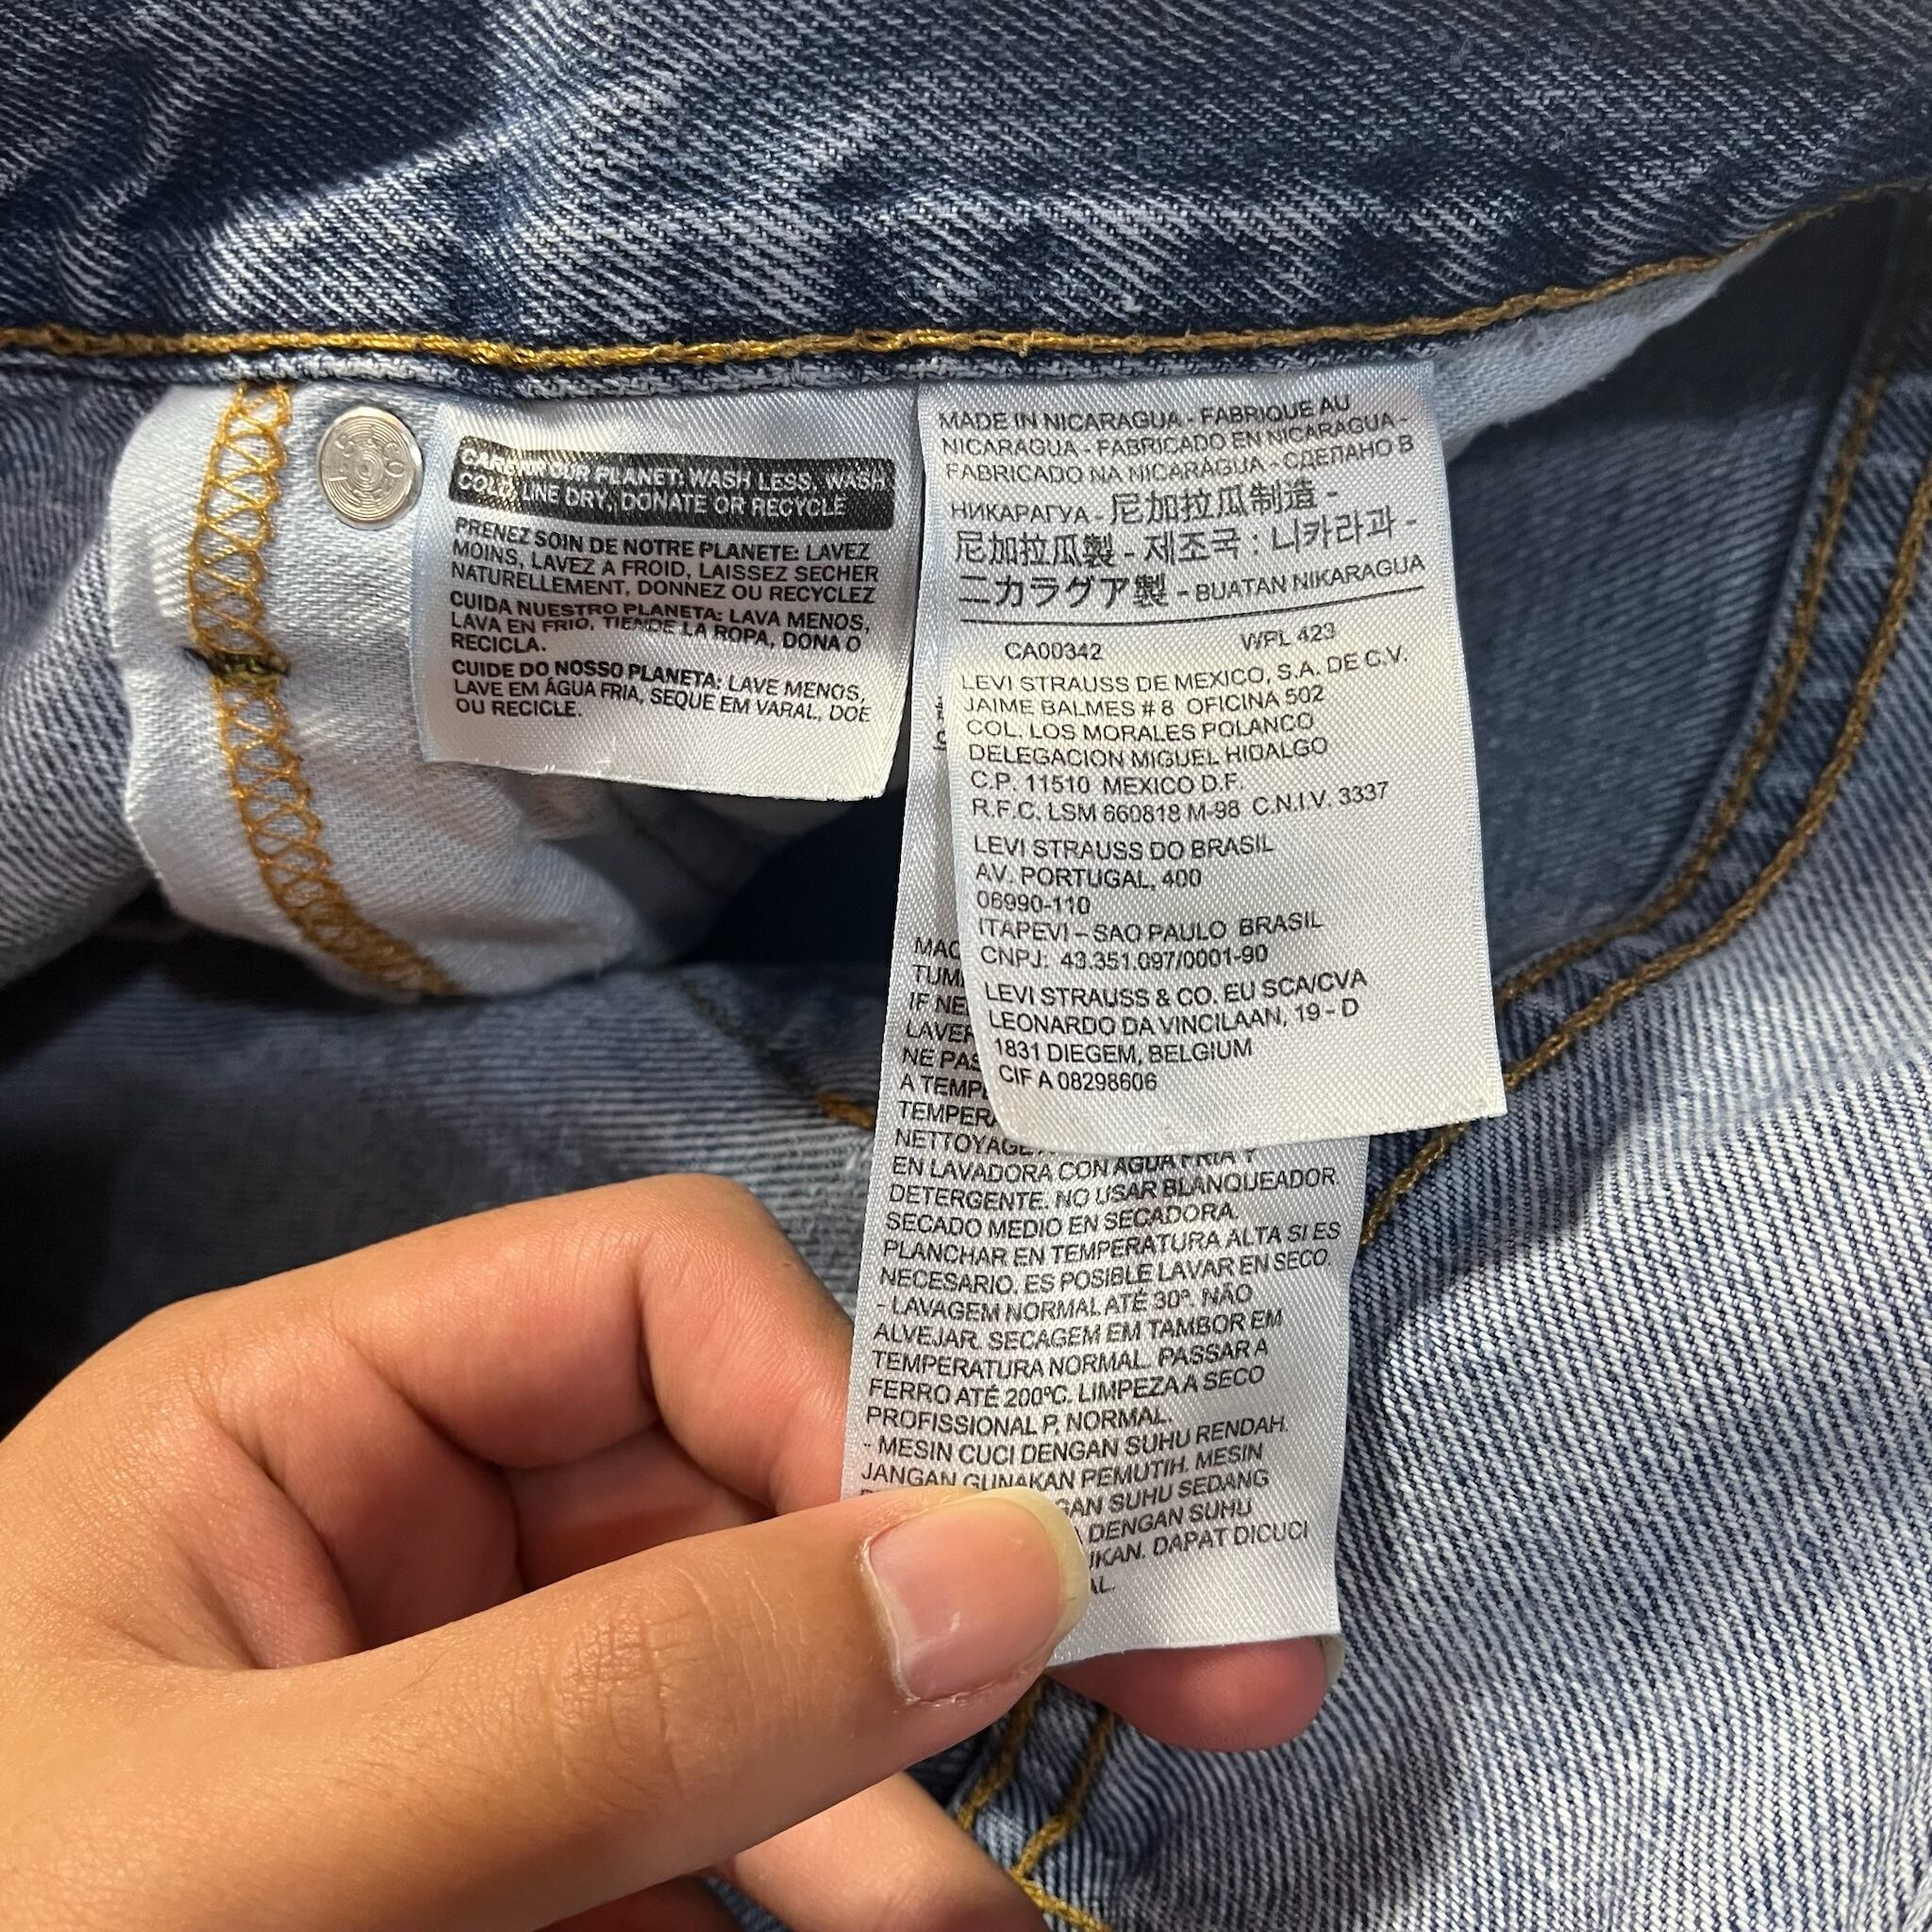 CARE FOR OUR PLANET: WASH LESS, WASH
COLD, LINE DRY, DONATE OR RECYCLE
PRENEZ SOIN DE NOTRE PLANETE: LAVEZ
MOINS, LAVEZ A FROID, LAISSEZ SECHER
NATURELLEMENT, DONNEZ OU RECYCLEZ
CUIDA NUESTRO PLANETA: LAVA MENOS,
LAVA EN FRIO, TIENDE LA ROPA, DONA O
RECICLA.
CUIDE DO NOSSO PLANETA: LAVE MENOS,
LAVE EM ÁGUA FRIA, SEQUE EM VARAL, DOE
OU RECICLE.
MADE IN NICARAGUA - FABRIQUE AU
NICARAGUA - FABRICADO EN NICARAGUA -
FABRICADO NA NICARÁGUA - СДЕЛАНО В
НИКАРАГУА - 尼加拉瓜制造 -
尼加拉瓜製 - 제조국 : 니카라과 -
ニカラグア製 - BUATAN NIKARAGUA
CA00342 WPL 423
LEVI STRAUSS DE MEXICO, S.A. DE C.V.
JAIME BALMES # 8 OFICINA 502
COL. LOS MORALES POLANCO
DELEGACION MIGUEL HIDALGO
C.P. 11510 MEXICO D.F.
R.F.C. LSM 660818 M-98 C.N.I.V. 3337
LEVI STRAUSS DO BRASIL
AV. PORTUGAL, 400
06990-110
ITAPEVI – SAO PAULO BRASIL
CNPJ: 43.351.097/0001-90
LEVI STRAUSS & CO. EU SCA/CVA
LEONARDO DA VINCILAAN, 19 - D
1831 DIEGEM, BELGIUM
CIF A 08298606
IF
NE PAS
A
EN LAVADORA CON AGUA FRIA Y
DETERGENTE. NO USAR BLANQUEADOR.
SECADO MEDIO EN SECADORA.
PLANCHAR EN TEMPERATURA ALTA SI ES
NECESARIO. ES POSIBLE LAVAR EN SECO.
- LAVAGEM NORMAL ATÉ 30º. NÃO
ALVEJAR. SECAGEM EM TAMBOR EM
TEMPERATURA NORMAL. PASSAR A
FERRO ATÉ 200ºC. LIMPEZA A SECO
PROFISSIONAL P, NORMAL.
- MESIN CUCI DENGAN SUHU RENDAH.
JANGAN GUNAKAN PEMUTIH. MESIN
SUHU SEDANG
DENGAN SUHU
DAPAT DICUCI